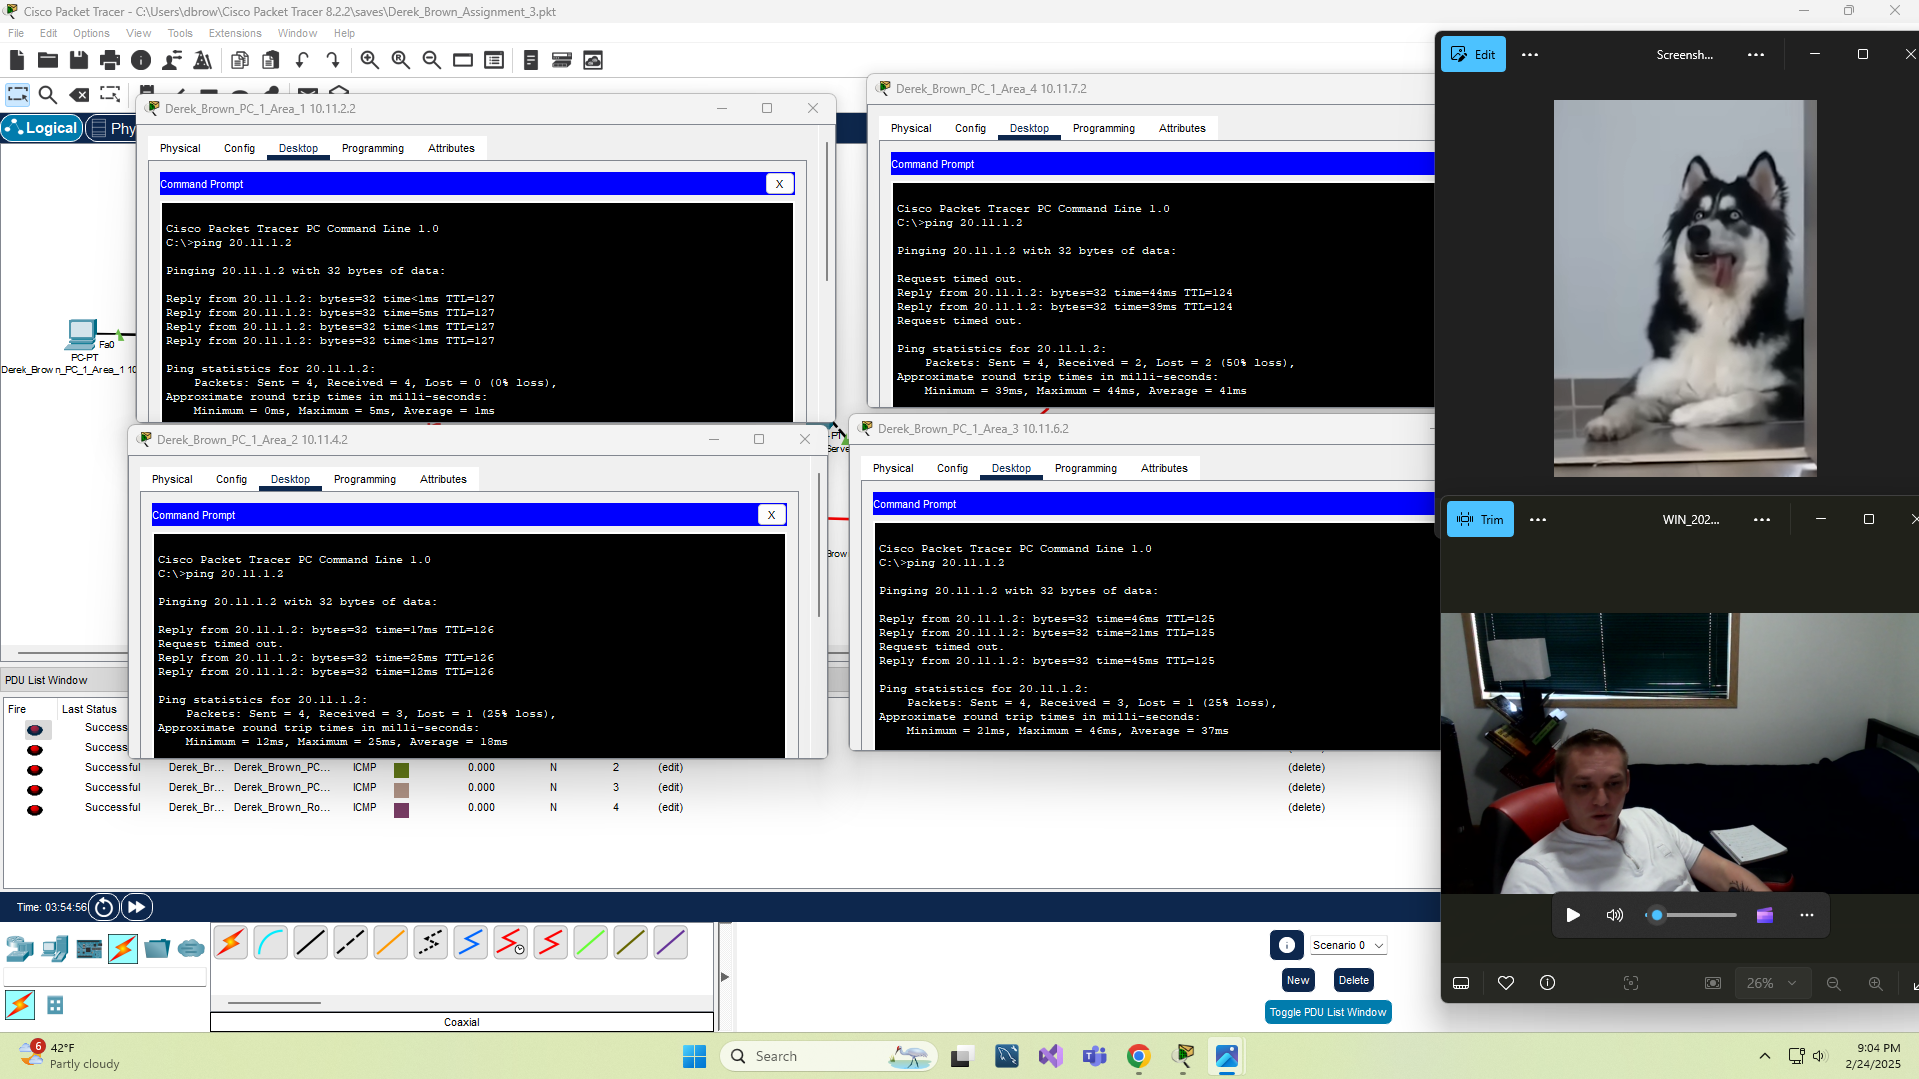 Cisco Packet Tracer - C:\Users\dbrow\Cisco Packet Tracer 8.2.2\saves\Derek_Brown_Assignment_3.pkt
File Edit Options View Tools Extensions Window Help
Logical
Phy
PC-PT
Fa0
Derek_Brown_PC_1_Area_1 10
Derek_Brown_PC_1_Area_1 10.11.2.2
Physical Config Desktop Programming Attributes
Command Prompt
X
Cisco Packet Tracer PC Command Line 1.0
C:\>ping 20.11.1.2
Pinging 20.11.1.2 with 32 bytes of data:
Reply from 20.11.1.2: bytes=32 time<1ms TTL=127
Reply from 20.11.1.2: bytes=32 time=5ms TTL=127
Reply from 20.11.1.2: bytes=32 time<1ms TTL=127
Reply from 20.11.1.2: bytes=32 time<1ms TTL=127
Ping statistics for 20.11.1.2:
Packets: Sent = 4, Received = 4, Lost = 0 (0% loss),
Approximate round trip times in milli-seconds:
Minimum = 0ms, Maximum = 5ms, Average = 1ms
Derek_Brown_PC_1_Area_4 10.11.7.2
Physical Config Desktop Programming Attributes
Command Prompt
Cisco Packet Tracer PC Command Line 1.0
C:\>ping 20.11.1.2
Pinging 20.11.1.2 with 32 bytes of data:
Request timed out.
Reply from 20.11.1.2: bytes=32 time=44ms TTL=124
Reply from 20.11.1.2: bytes=32 time=39ms TTL=124
Request timed out.
Ping statistics for 20.11.1.2:
Packets: Sent = 4, Received = 2, Lost = 2 (50% loss),
Approximate round trip times in milli-seconds:
Minimum = 39ms, Maximum = 44ms, Average = 41ms
Derek_Brown_PC_1_Area_2 10.11.4.2
Physical Config Desktop Programming Attributes
Command Prompt
X
Cisco Packet Tracer PC Command Line 1.0
C:\>ping 20.11.1.2
Pinging 20.11.1.2 with 32 bytes of data:
Reply from 20.11.1.2: bytes=32 time=17ms TTL=126
Request timed out.
Reply from 20.11.1.2: bytes=32 time=25ms TTL=126
Reply from 20.11.1.2: bytes=32 time=12ms TTL=126
Ping statistics for 20.11.1.2:
Packets: Sent = 4, Received = 3, Lost = 1 (25% loss),
Approximate round trip times in milli-seconds:
Minimum = 12ms, Maximum = 25ms, Average = 18ms
-PT
Serve
Brow
Derek_Brown_PC_1_Area_3 10.11.6.2
Physical Config Desktop Programming Attributes
Command Prompt
Cisco Packet Tracer PC Command Line 1.0
C:\>ping 20.11.1.2
Pinging 20.11.1.2 with 32 bytes of data:
Reply from 20.11.1.2: bytes=32 time=46ms TTL=125
Reply from 20.11.1.2: bytes=32 time=21ms TTL=125
Request timed out.
Reply from 20.11.1.2: bytes=32 time=45ms TTL=125
Ping statistics for 20.11.1.2:
Packets: Sent = 4, Received = 3, Lost = 1 (25% loss),
Approximate round trip times in milli-seconds:
Minimum = 21ms, Maximum = 46ms, Average = 37ms
Edit
Screensh...
Trim
WIN_202...
26%
PDU List Window
Fire Last Status
Success
Success
Successful Derek_Br... Derek_Brown_PC... ICMP 0.000 N 2 (edit) (delete)
Successful Derek_Br... Derek_Brown_PC... ICMP 0.000 N 3 (edit) (delete)
Successful Derek_Br... Derek_Brown_Ro... ICMP 0.000 N 4 (edit) (delete)
Time: 03:54:56
Scenario 0
New Delete
Toggle PDU List Window
Coaxial
6
42°F
Partly cloudy
Search
9:04 PM
2/24/2025